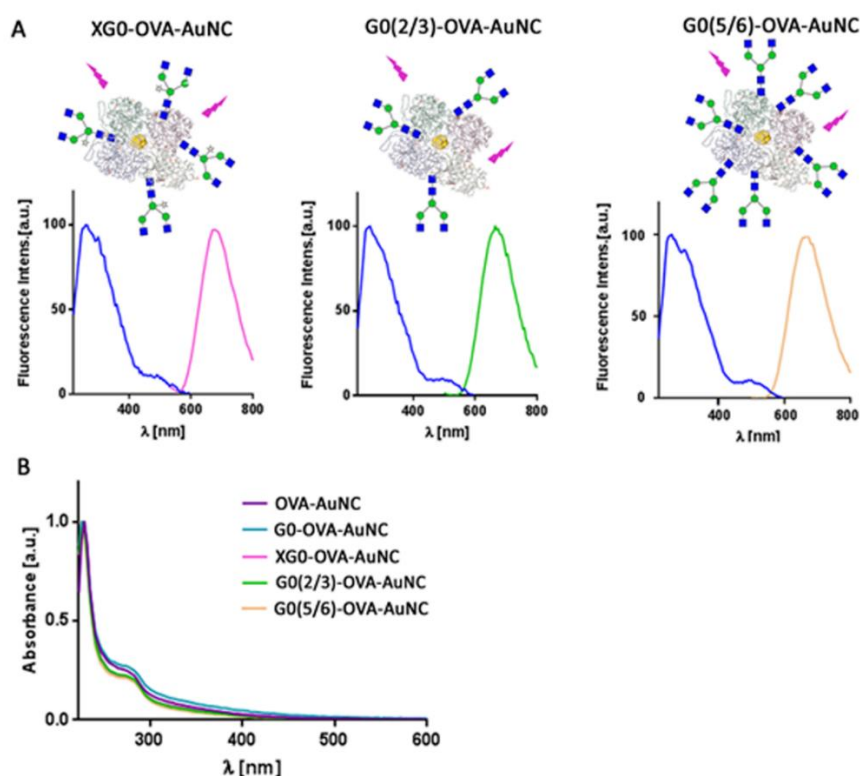 A
XG0-OVA-AuNC
G0(2/3)-OVA-AuNC
G0(5/6)-OVA-AuNC
Fluorescence Intens.[a.u.]
100
50
0
400
600
800
λ [nm]
Fluorescence Intens.[a.u.]
100
50
0
400
600
800
λ [nm]
Fluorescence Intens.[a.u.]
100
50
0
400
600
800
λ [nm]
B
OVA-AuNC
G0-OVA-AuNC
XG0-OVA-AuNC
G0(2/3)-OVA-AuNC
G0(5/6)-OVA-AuNC
Absorbance [a.u.]
1.0
0.5
0.0
300
400
500
600
λ [nm]